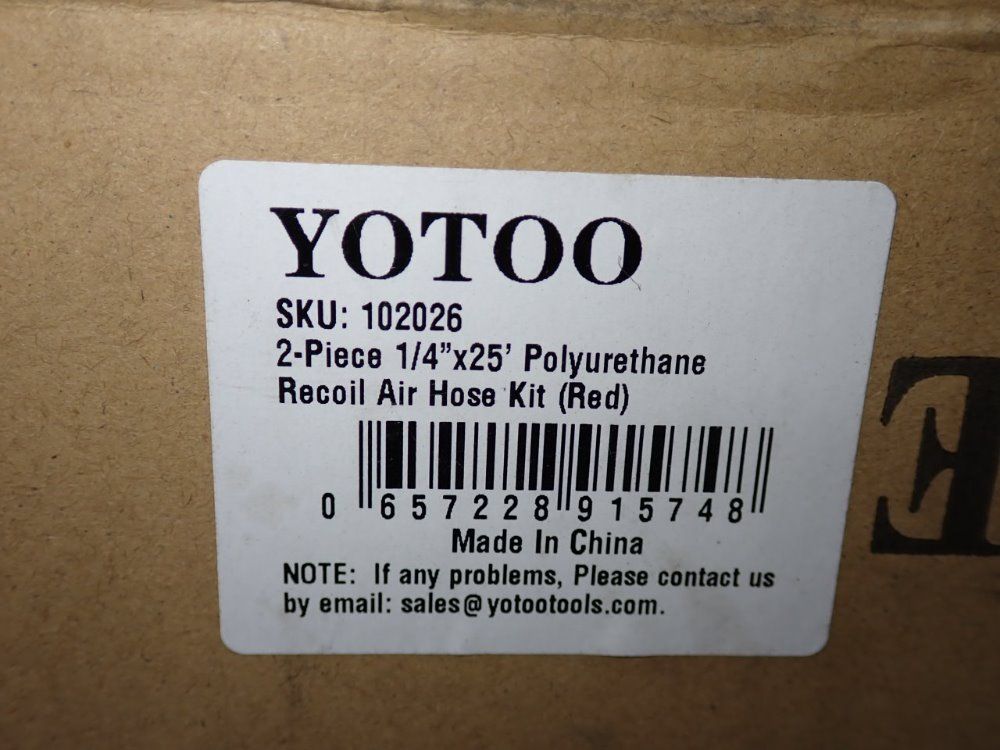 YOTOO
SKU: 102026
2-Piece 1/4”x25’ Polyurethane
Recoil Air Hose Kit (Red)
0 657228 915748
Made In China
NOTE: If any problems, Please contact us
by email: sales@yotootools.com.